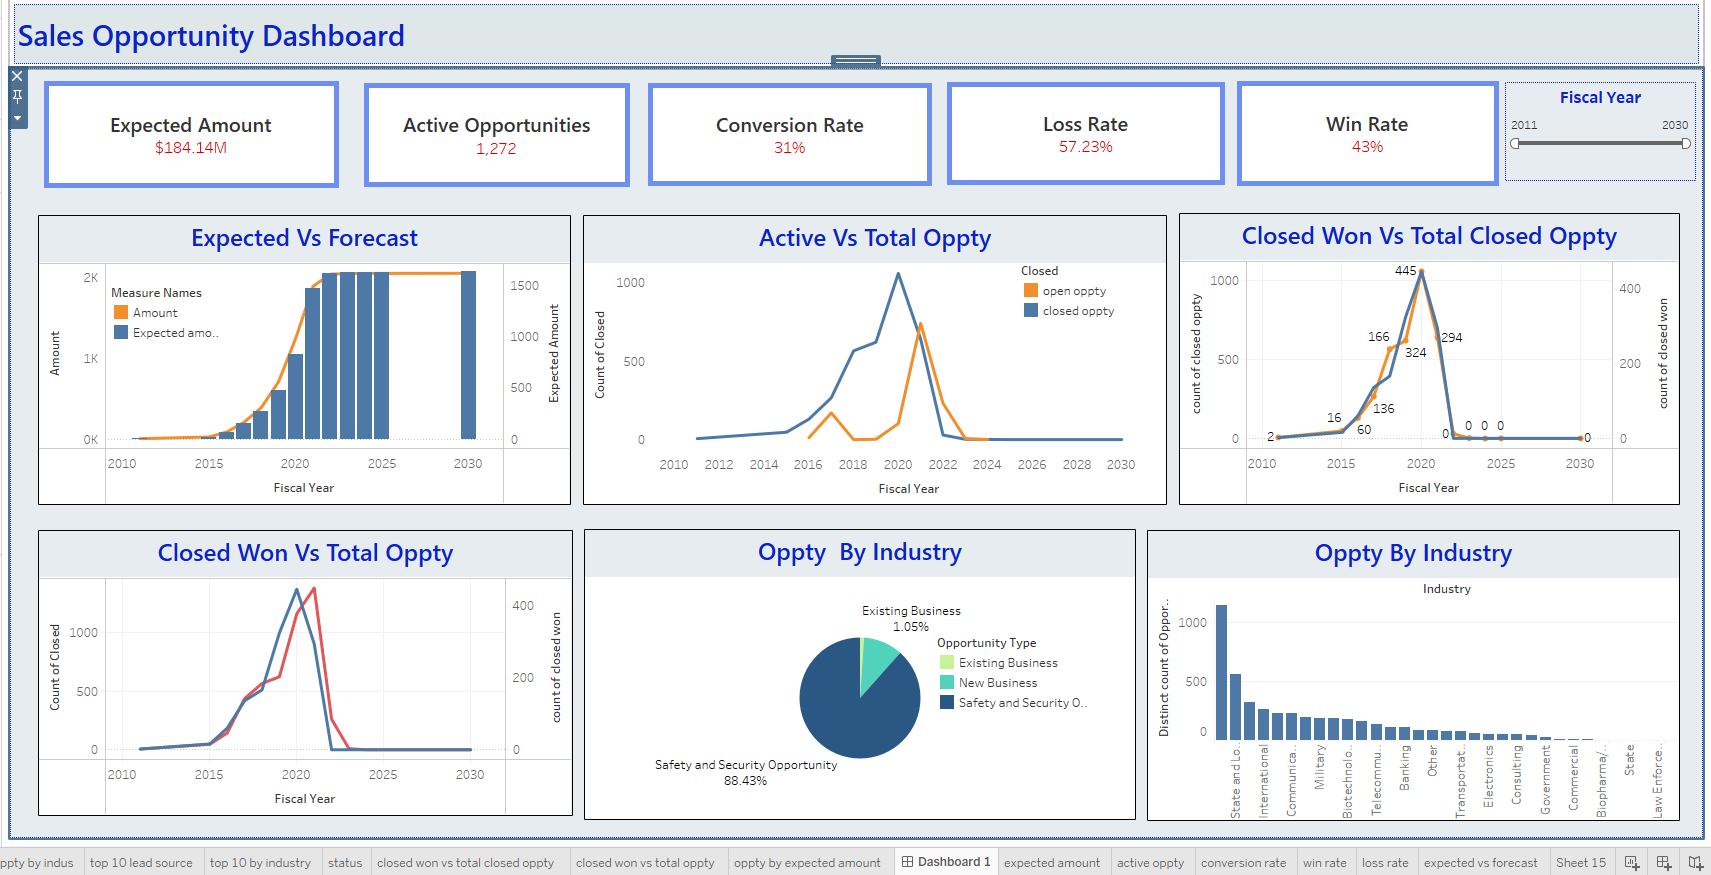 Sales Opportunity Dashboard
Expected Amount
$184.14M
Active Opportunities
1,272
Conversion Rate
31%
Loss Rate
57.23%
Win Rate
43%
Fiscal Year
2011 2030
Expected Vs Forecast
Measure Names
Amount
Expected amo..
2K
1K
0K
Amount
1500
1000
500
0
Expected Amount
2010 2015 2020 2025 2030
Fiscal Year
Active Vs Total Oppty
Closed
open oppty
closed oppty
1000
500
0
Count of Closed
2010 2012 2014 2016 2018 2020 2022 2024 2026 2028 2030
Fiscal Year
Closed Won Vs Total Closed Oppty
1000
500
0
count of closed oppty
445
166
324
294
136
16
60
2
0
0 0 0
0
400
200
0
count of closed won
2010 2015 2020 2025 2030
Fiscal Year
Closed Won Vs Total Oppty
1000
500
0
Count of Closed
400
200
0
count of closed won
2010 2015 2020 2025 2030
Fiscal Year
Oppty By Industry
Existing Business
1.05%
Opportunity Type
Existing Business
New Business
Safety and Security O..
Safety and Security Opportunity
88.43%
Oppty By Industry
Industry
Distinct count of Oppor..
1000
500
0
State and Lo..
International
Communica..
Military
Biotechnolo..
Telecommu..
Banking
Other
Transportat..
Electronics
Consulting
Government
Commercial
Biopharma/..
State
Law Enforce..
ppty by indus top 10 lead source top 10 by industry status closed won vs total closed oppty closed won vs total oppty oppty by expected amount Dashboard 1 expected amount active oppty conversion rate win rate loss rate expected vs forecast Sheet 15